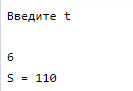 Введите t
6
S = 110